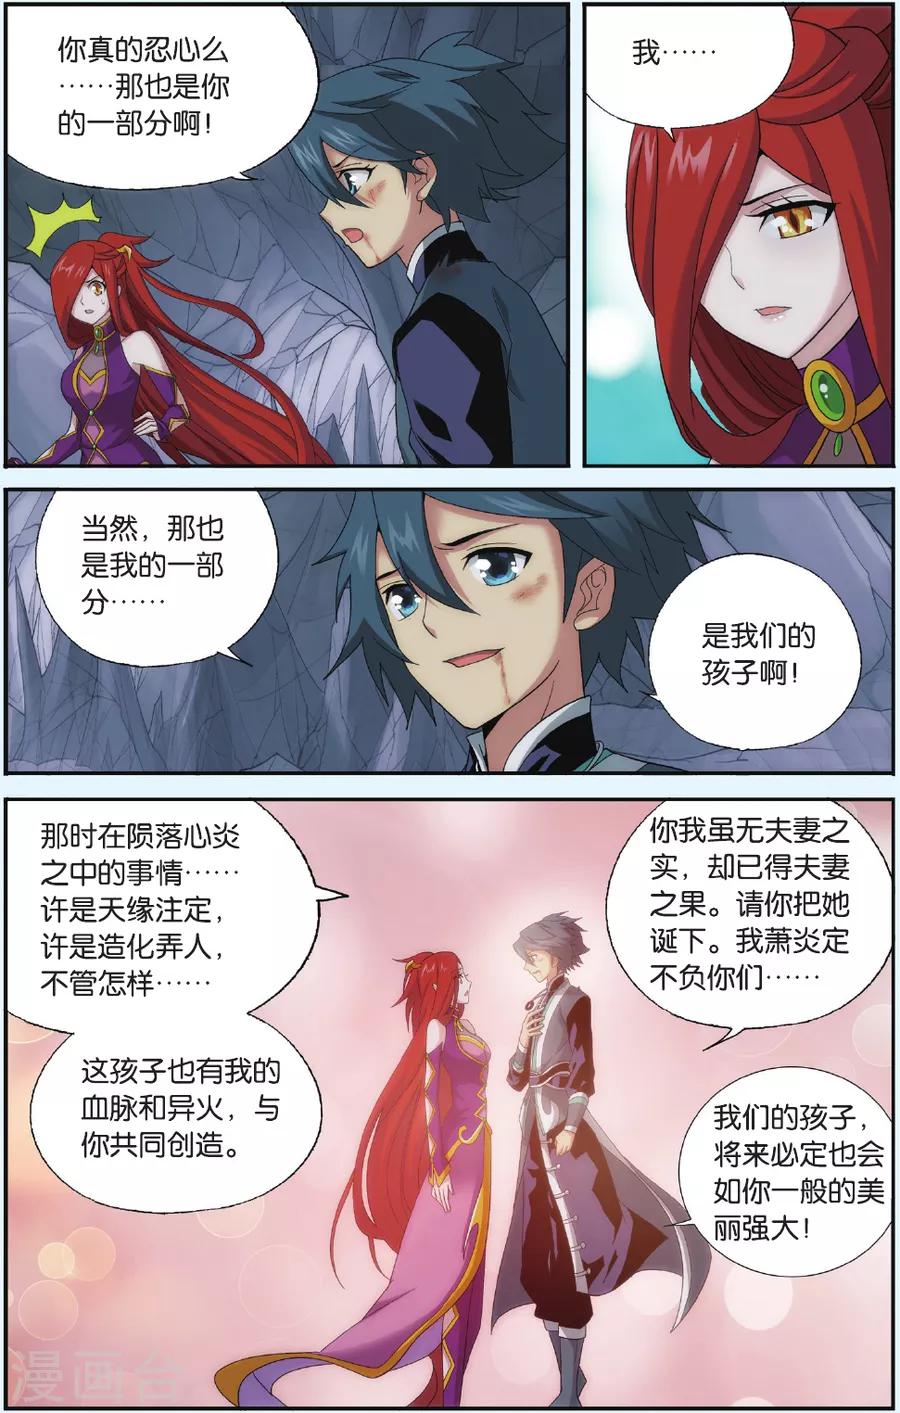 你真的忍心么
……那也是你
的一部分啊！
我……
当然，那也
是我的一部
分……
是我们的
孩子啊！
那时在陨落心炎
之中的事情……
许是天缘注定，
许是造化弄人，
不管怎样……
这孩子也有我的
血脉和异火，与
你共同创造。
你我虽无夫妻之
实，却已得夫妻
之果。请你把她
诞下。我萧炎定
不负你们……
我们的孩子，
将来必定也会
如你一般的美
丽强大！
漫画台